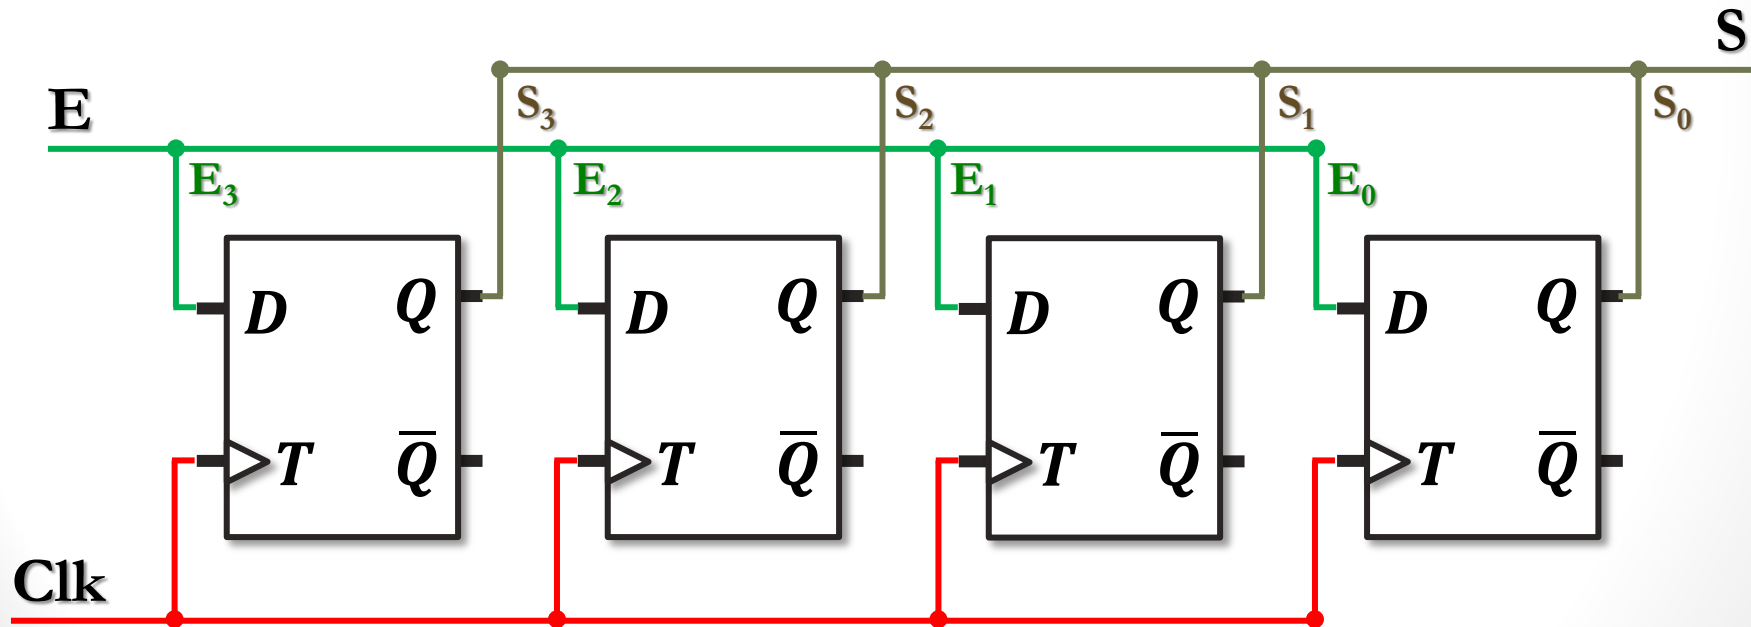 S
E
S₃ S₂ S₁ S₀
E₃ E₂ E₁ E₀
D Q D Q D Q D Q
T Q̅ T Q̅ T Q̅ T Q̅
Clk